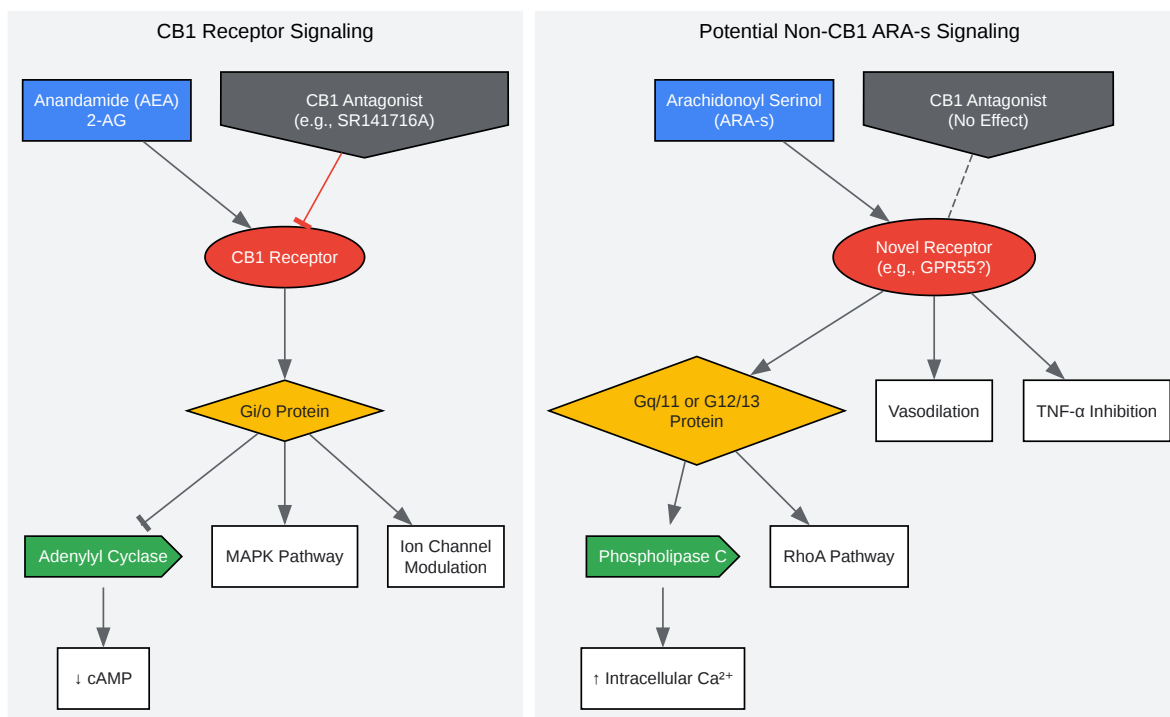 CB1 Receptor Signaling
Anandamide (AEA)
2-AG
CB1 Antagonist
(e.g., SR141716A)
CB1 Receptor
Gi/o Protein
Adenylyl Cyclase
MAPK Pathway
Ion Channel
Modulation
↓ cAMP
Potential Non-CB1 ARA-s Signaling
Arachidonoyl Serinol
(ARA-s)
CB1 Antagonist
(No Effect)
Novel Receptor
(e.g., GPR55?)
Gq/11 or G12/13
Protein
Vasodilation
TNF-α Inhibition
Phospholipase C
RhoA Pathway
↑ Intracellular Ca²⁺